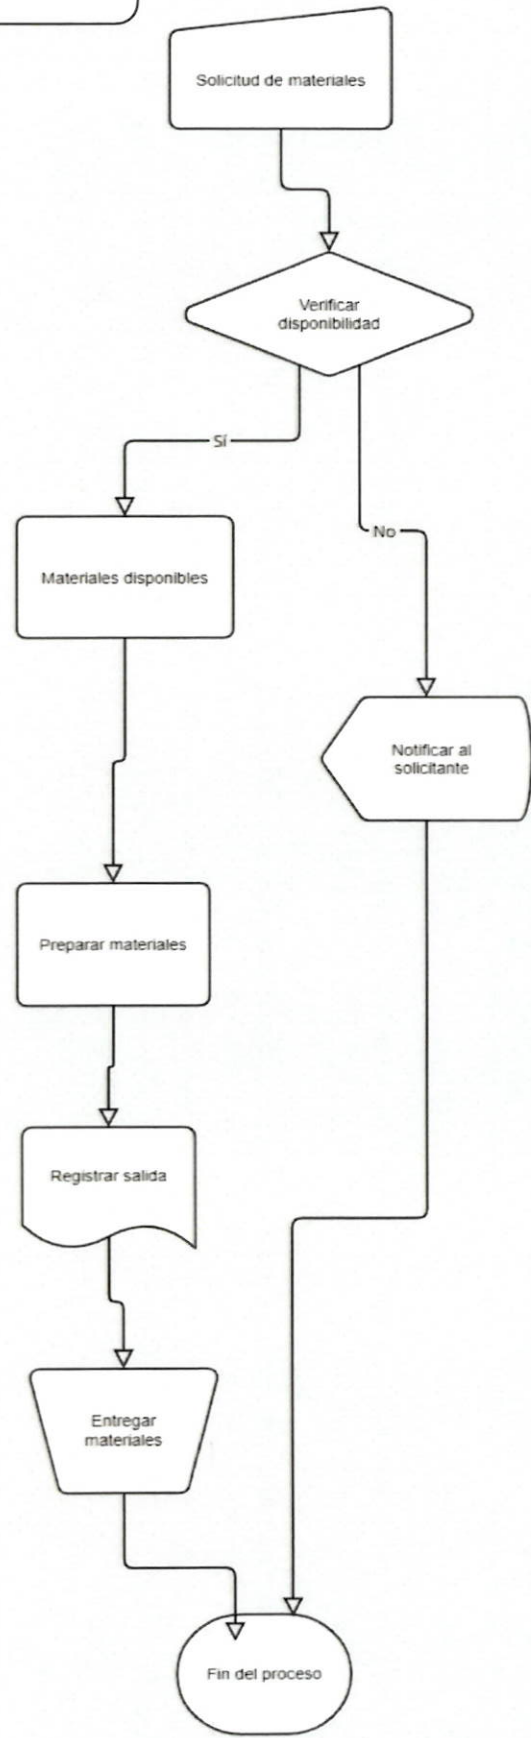 Solicitud de materiales
Verificar
disponibilidad
Sí
No
Materiales disponibles
Notificar al
solicitante
Preparar materiales
Registrar salida
Entregar
materiales
Fin del proceso